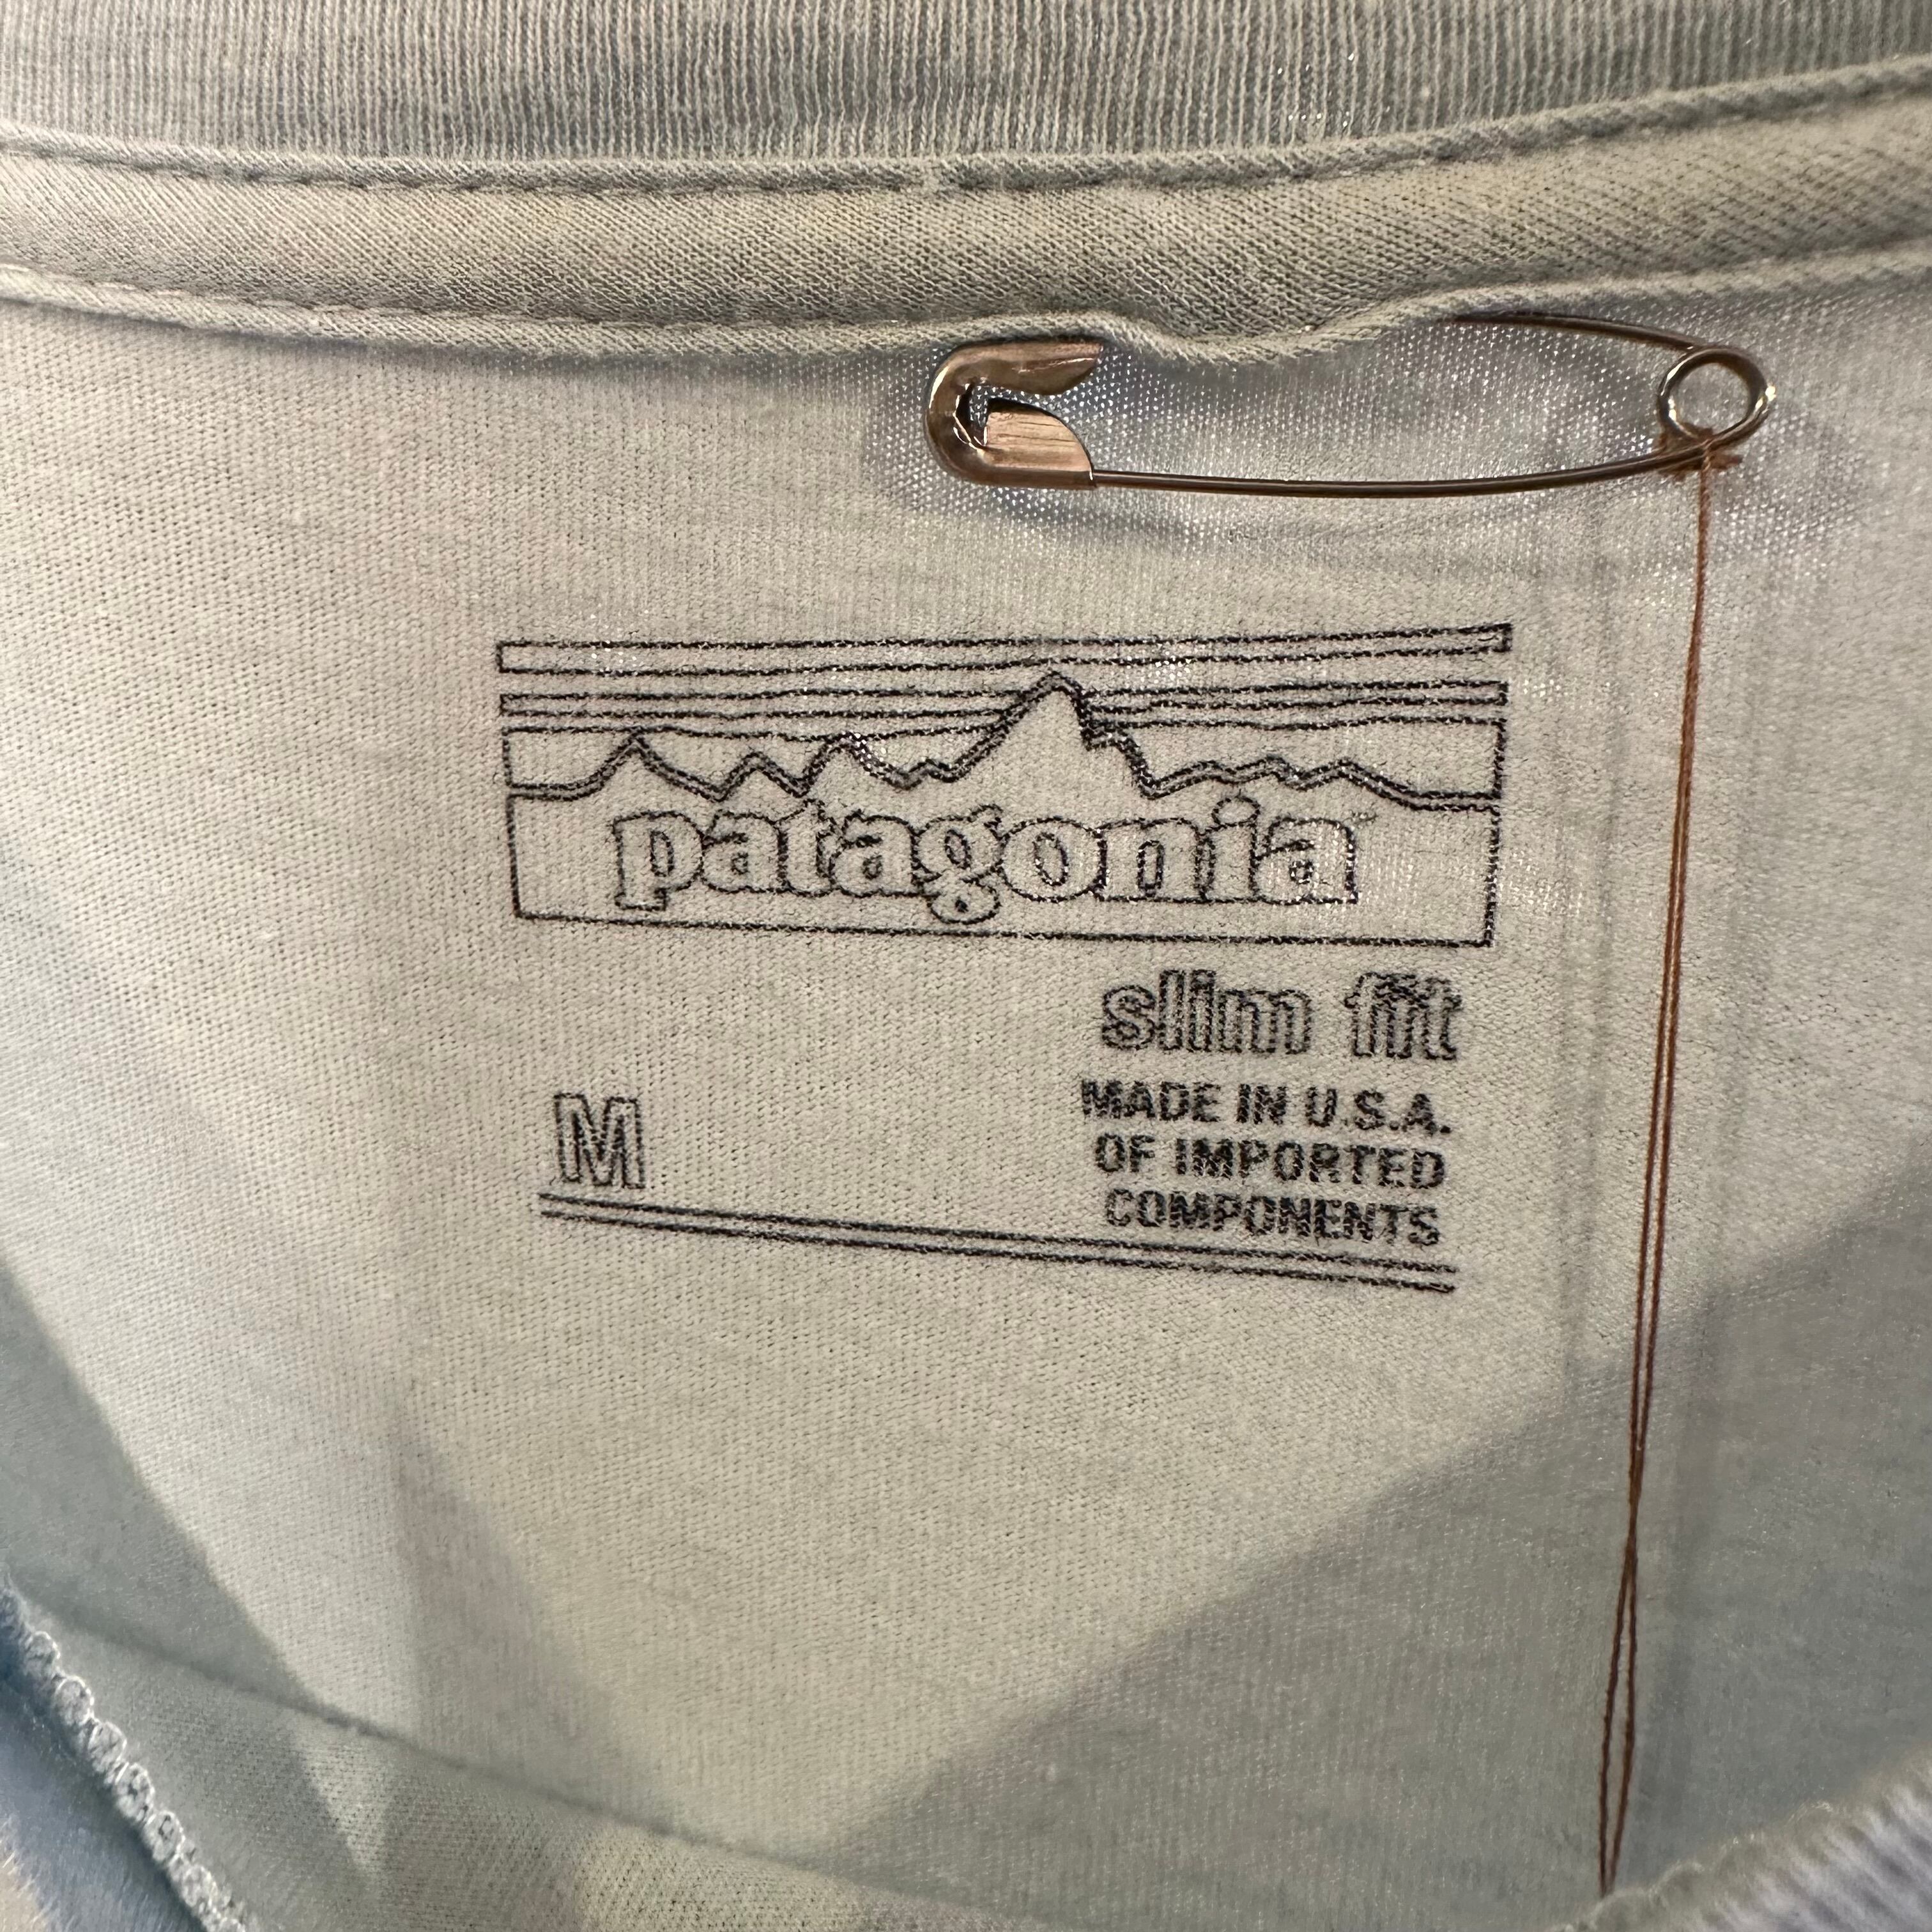 patagonia
slim fit
M
MADE IN U.S.A.
OF IMPORTED
COMPONENTS